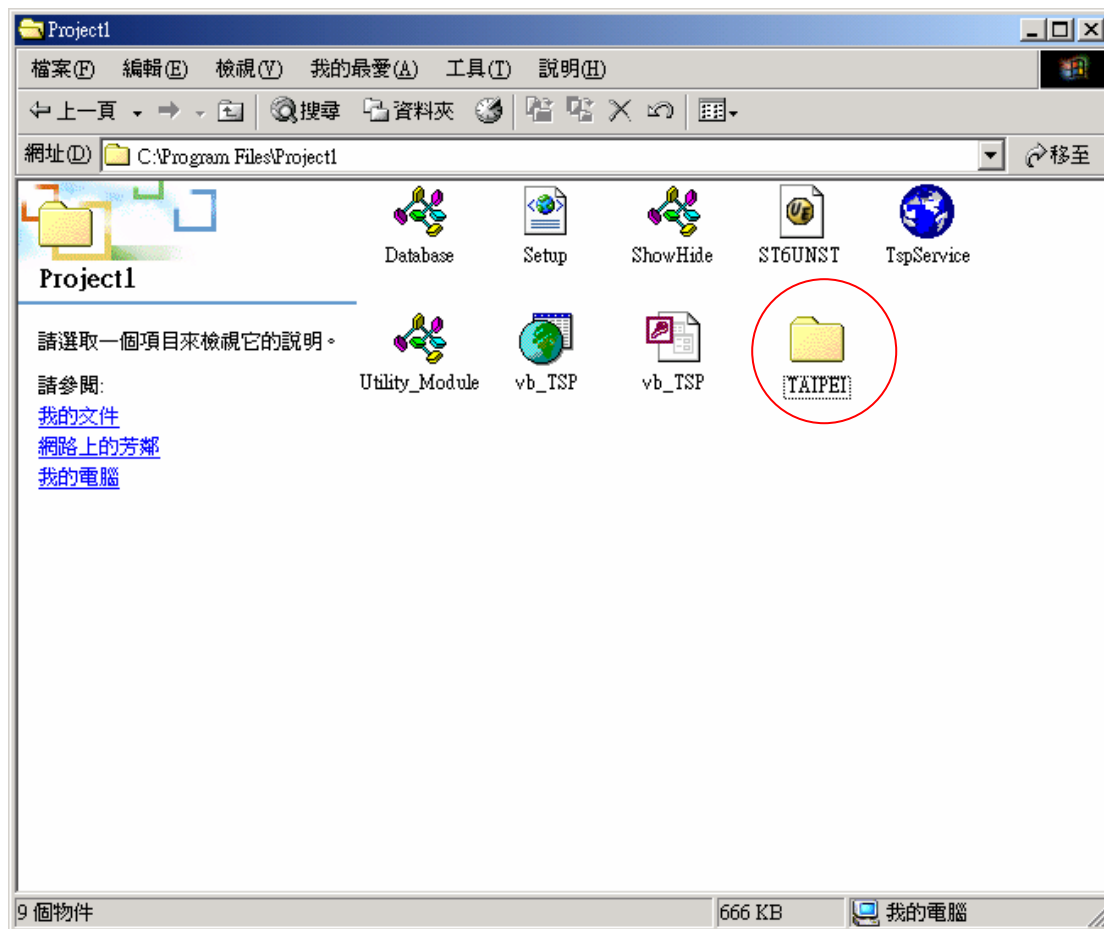 Project1
檔案(F) 編輯(E) 檢視(V) 我的最愛(A) 工具(T) 說明(H)
上一頁 搜尋 資料夾
網址(D) C:\Program Files\Project1 移至
Project1
請選取一個項目來檢視它的說明。
請參閱:
我的文件
網路上的芳鄰
我的電腦
Database Setup ShowHide ST6UNST TspService
Utility_Module vb_TSP vb_TSP TAIPEI
9 個物件 666 KB 我的電腦